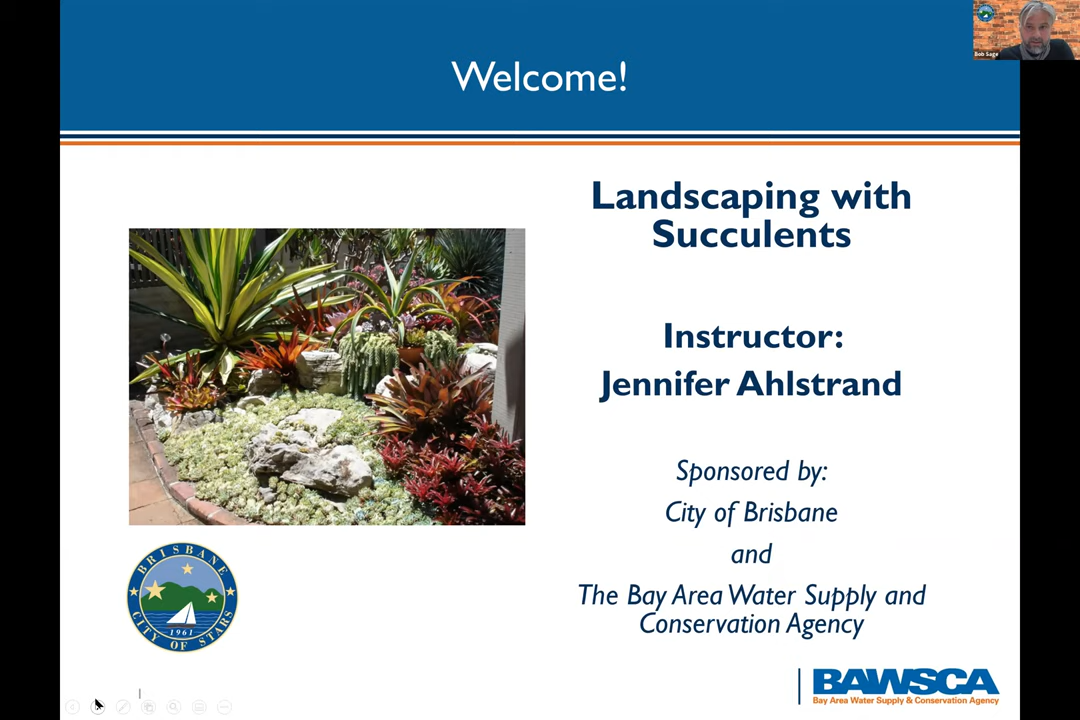 Welcome!
Bob Sage
Landscaping with
Succulents
Instructor:
Jennifer Ahlstrand
Sponsored by:
City of Brisbane
and
The Bay Area Water Supply and
Conservation Agency
BRISBANE
1961
CITY OF STARS
BAWSCA
Bay Area Water Supply & Conservation Agency